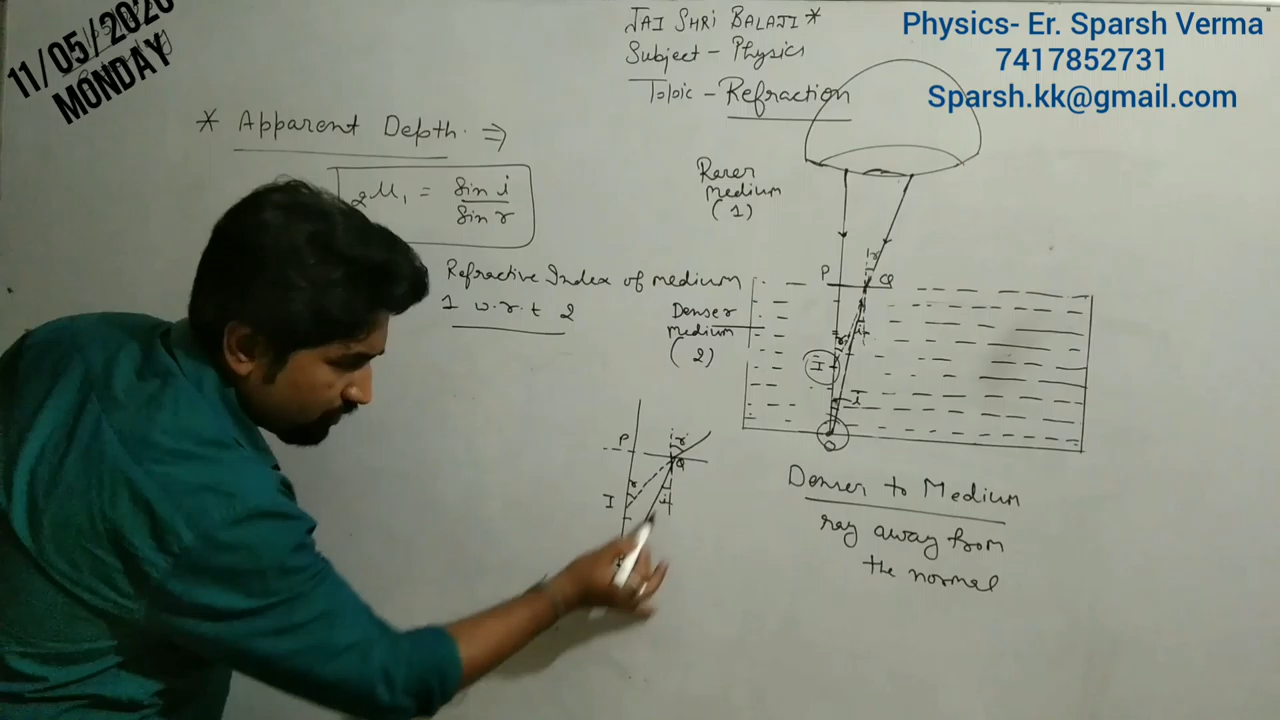 11/05/2020
MONDAY
JAI SHRI BALAJI *
Subject - Physics
Topic - Refraction
Physics- Er. Sparsh Verma
7417852731
Sparsh.kk@gmail.com
* Apparent Depth. ⇒
₂μ₁ = Sin i / Sin r
Refractive Index of medium
1 w.r.t 2
Rarer
medium
(1)
Denser
medium
(2)
P
Q
r
i
r
I
i
O
P
r
Q
r
I
i
Denser to Medium
ray away from
the normal